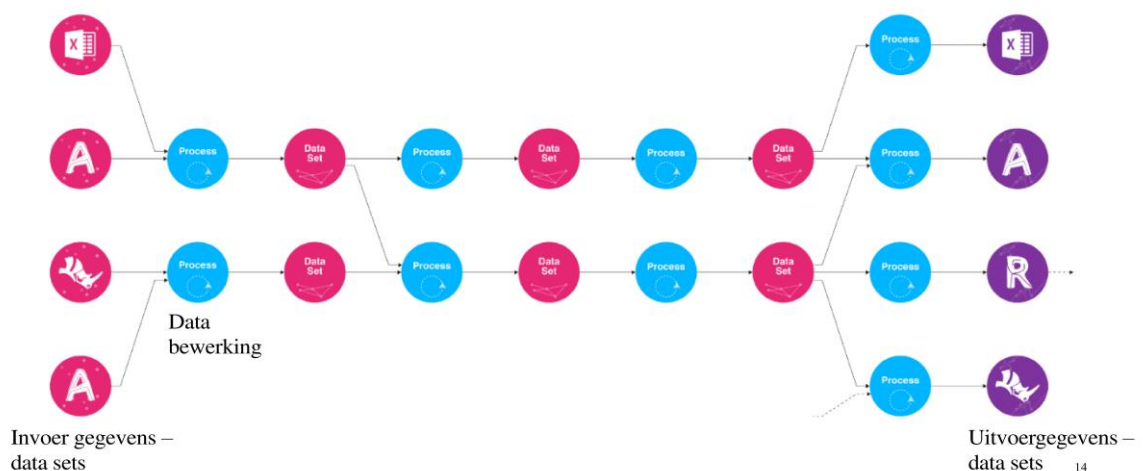 Process
Process
Data
Set
Process
Data
Set
Process
Data
Set
Process
Process
Data
Set
Process
Data
Set
Process
Data
Set
Process
Data
bewerking
Process
Invoer gegevens –
data sets
Uitvoergegevens –
data sets
14
X
X
A
A
A
R